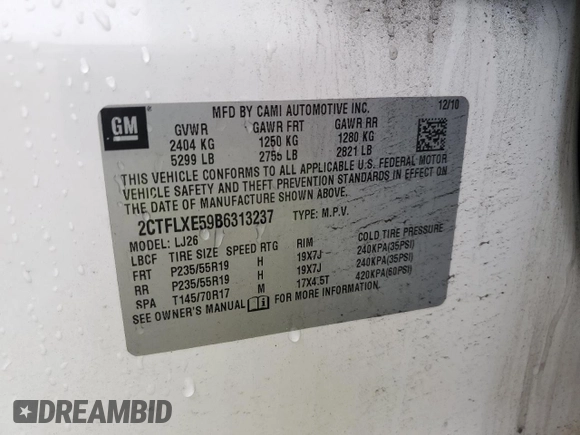 GM
MFD BY CAMI AUTOMOTIVE INC. 12/10
GVWR GAWR FRT GAWR RR
2404 KG 1250 KG 1280 KG
5299 LB 2755 LB 2821 LB
THIS VEHICLE CONFORMS TO ALL APPLICABLE U.S. FEDERAL MOTOR
VEHICLE SAFETY AND THEFT PREVENTION STANDARDS IN EFFECT ON
THE DATE OF MANUFACTURE SHOWN ABOVE.
2CTFLXE59B6313237 TYPE: M.P.V.
MODEL: LJ26
LBCF TIRE SIZE SPEED RTG RIM COLD TIRE PRESSURE
FRT P235/55R19 H 19X7J 240KPA(35PSI)
RR P235/55R19 H 19X7J 240KPA(35PSI)
SPA T145/70R17 M 17X4.5T 420KPA(60PSI)
SEE OWNER'S MANUAL FOR MORE INFORMATION.
DREAMBID